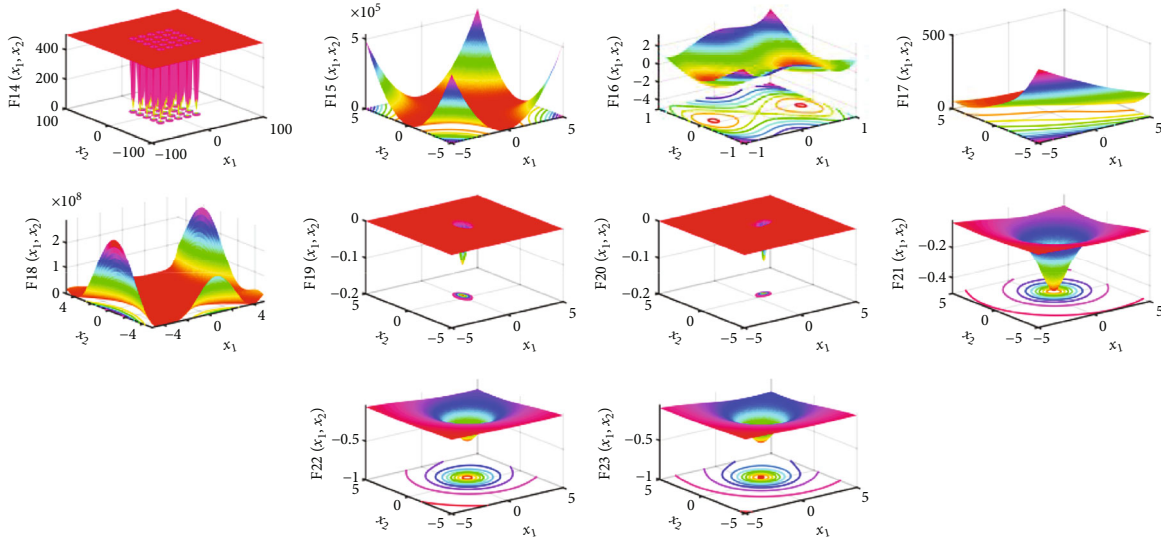 F14 (x₁, x₂)
400
200
0
100
0
−100
−100
0
100
x₂
x₁
×10⁵
F15 (x₁, x₂)
5
0
5
0
−5
−5
0
5
x₂
x₁
F16 (x₁, x₂)
2
0
−2
−4
1
0
−1
−1
0
1
x₂
x₁
F17 (x₁, x₂)
500
0
5
0
−5
−5
0
5
x₂
x₁
×10⁸
F18 (x₁, x₂)
2
1
0
4
0
−4
−4
0
4
x₂
x₁
F19 (x₁, x₂)
0
−0.1
−0.2
5
0
−5
−5
0
5
x₂
x₁
F20 (x₁, x₂)
0
−0.1
−0.2
5
0
−5
−5
0
5
x₂
x₁
F21 (x₁, x₂)
−0.2
−0.4
5
0
−5
−5
0
5
x₂
x₁
F22 (x₁, x₂)
−0.5
−1
5
0
−5
−5
0
5
x₂
x₁
F23 (x₁, x₂)
−0.5
−1
5
0
−5
−5
0
5
x₂
x₁